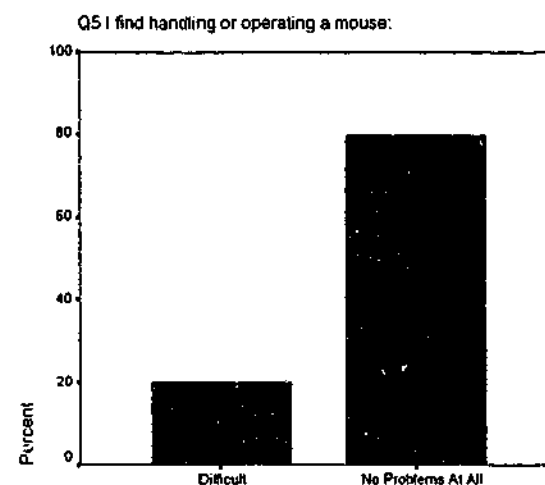 Q5 I find handling or operating a mouse:
100
80
60
40
20
0
Percent
Difficult
No Problems At All